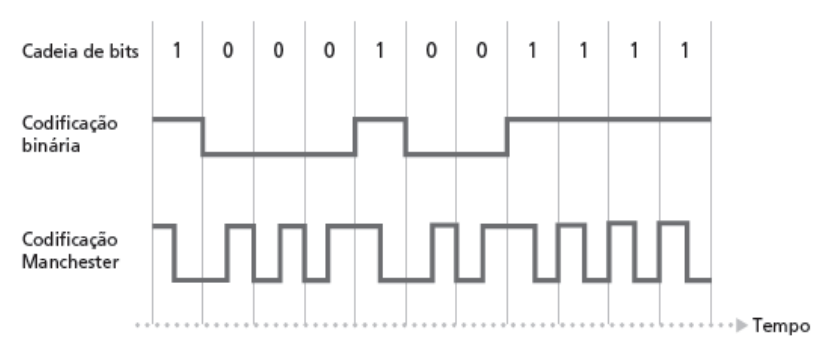 Cadeia de bits 1 0 0 0 1 0 0 1 1 1 1
Codificação
binária
Codificação
Manchester
Tempo